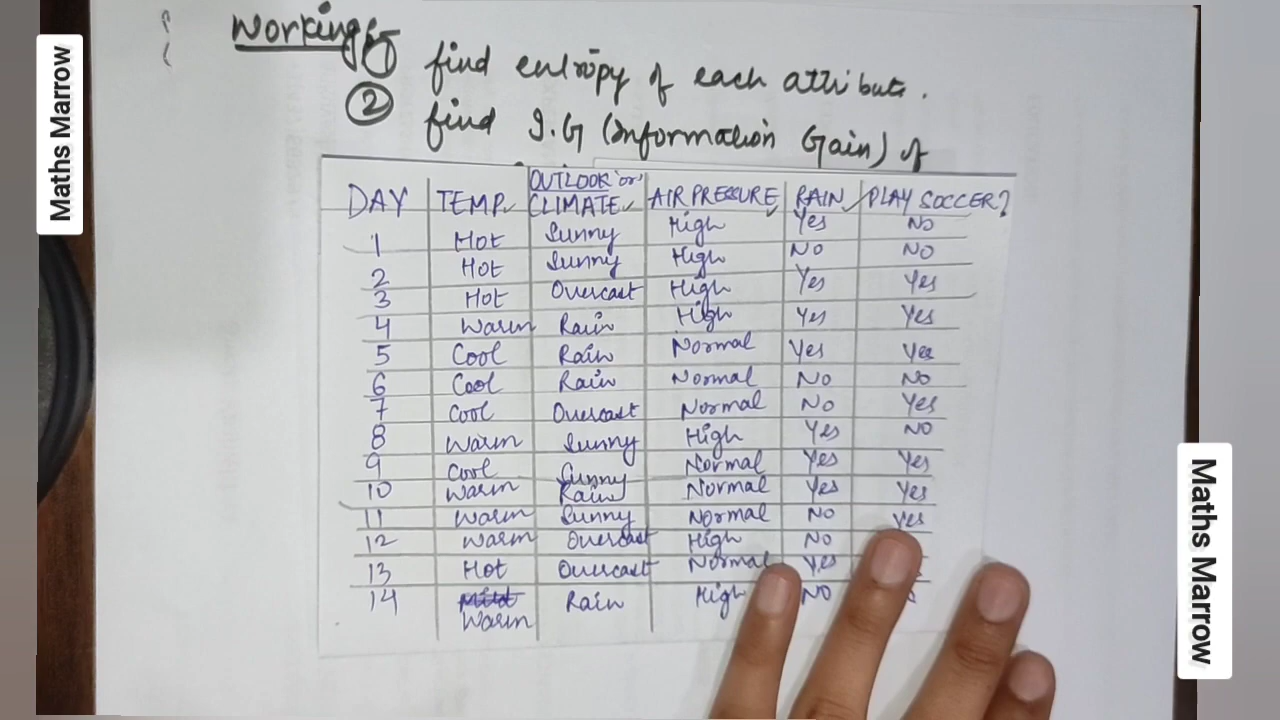 Working :-
① find entropy of each attribute.
② find I.G (Information Gain) of
DAY TEMP. OUTLOOK 'or' CLIMATE AIR PRESSURE RAIN PLAY SOCCER?
1 Hot Sunny High Yes No
2 Hot Sunny High No No
3 Hot Overcast High Yes Yes
4 Warm Rain High Yes Yes
5 Cool Rain Normal Yes Yes
6 Cool Rain Normal No No
7 Cool Overcast Normal No Yes
8 Warm Sunny High Yes No
9 Cool Sunny Normal Yes Yes
10 Warm Rain Normal Yes Yes
11 Warm Sunny Normal No Yes
12 Warm Overcast High No
13 Hot Overcast Normal Yes
14 Warm Rain High No
Maths Marrow
Maths Marrow